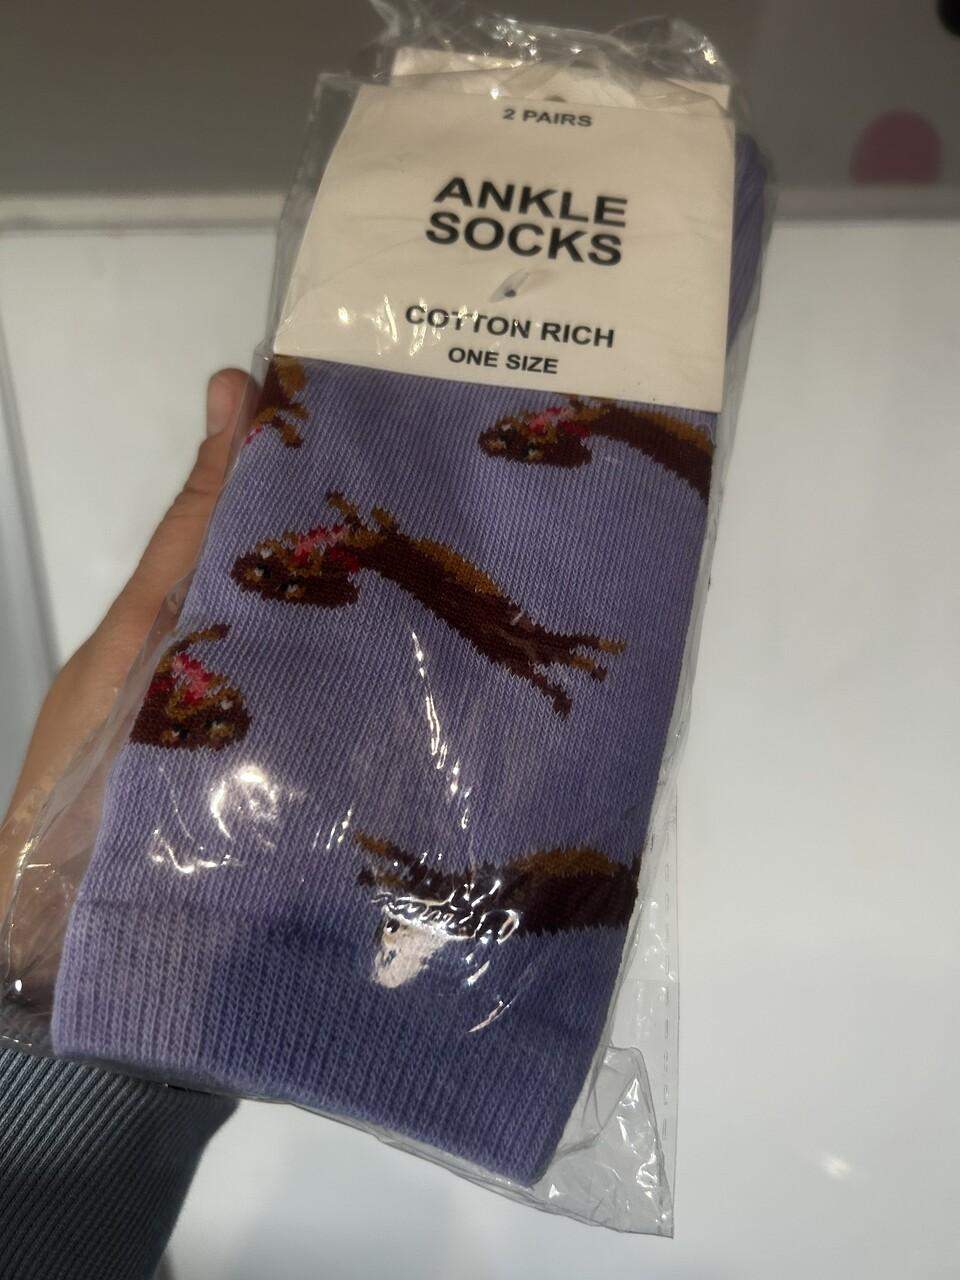 2 PAIRS
ANKLE
SOCKS
COTTON RICH
ONE SIZE